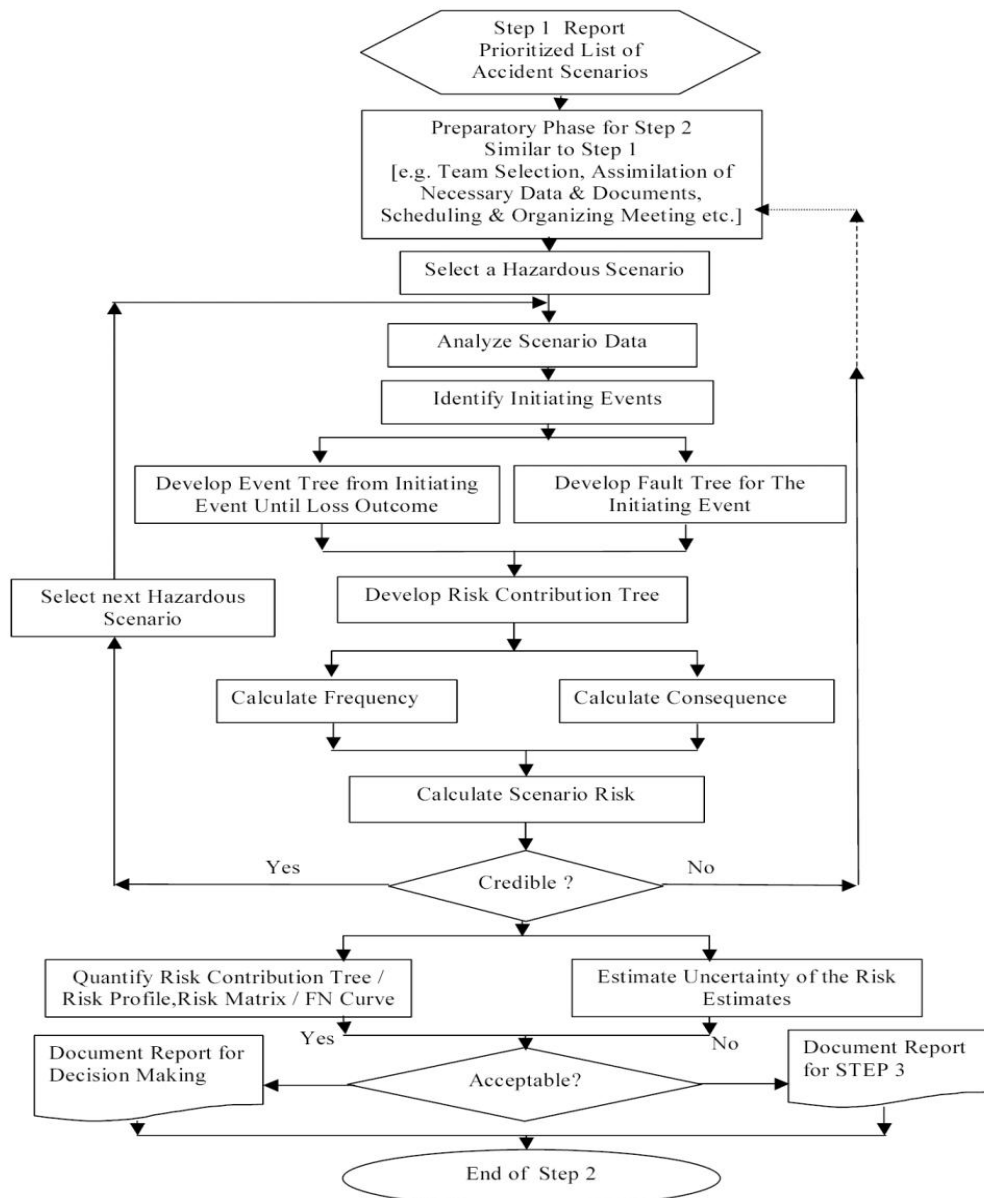 Step 1 Report
Prioritized List of
Accident Scenarios
Preparatory Phase for Step 2
Similar to Step 1
[e.g. Team Selection, Assimilation of
Necessary Data & Documents,
Scheduling & Organizing Meeting etc.]
Select a Hazardous Scenario
Analyze Scenario Data
Identify Initiating Events
Develop Event Tree from Initiating
Event Until Loss Outcome
Develop Fault Tree for The
Initiating Event
Select next Hazardous
Scenario
Develop Risk Contribution Tree
Calculate Frequency
Calculate Consequence
Calculate Scenario Risk
Yes
No
Credible ?
Quantify Risk Contribution Tree /
Risk Profile,Risk Matrix / FN Curve
Estimate Uncertainty of the Risk
Estimates
Yes
No
Document Report for
Decision Making
Acceptable?
Document Report
for STEP 3
End of Step 2